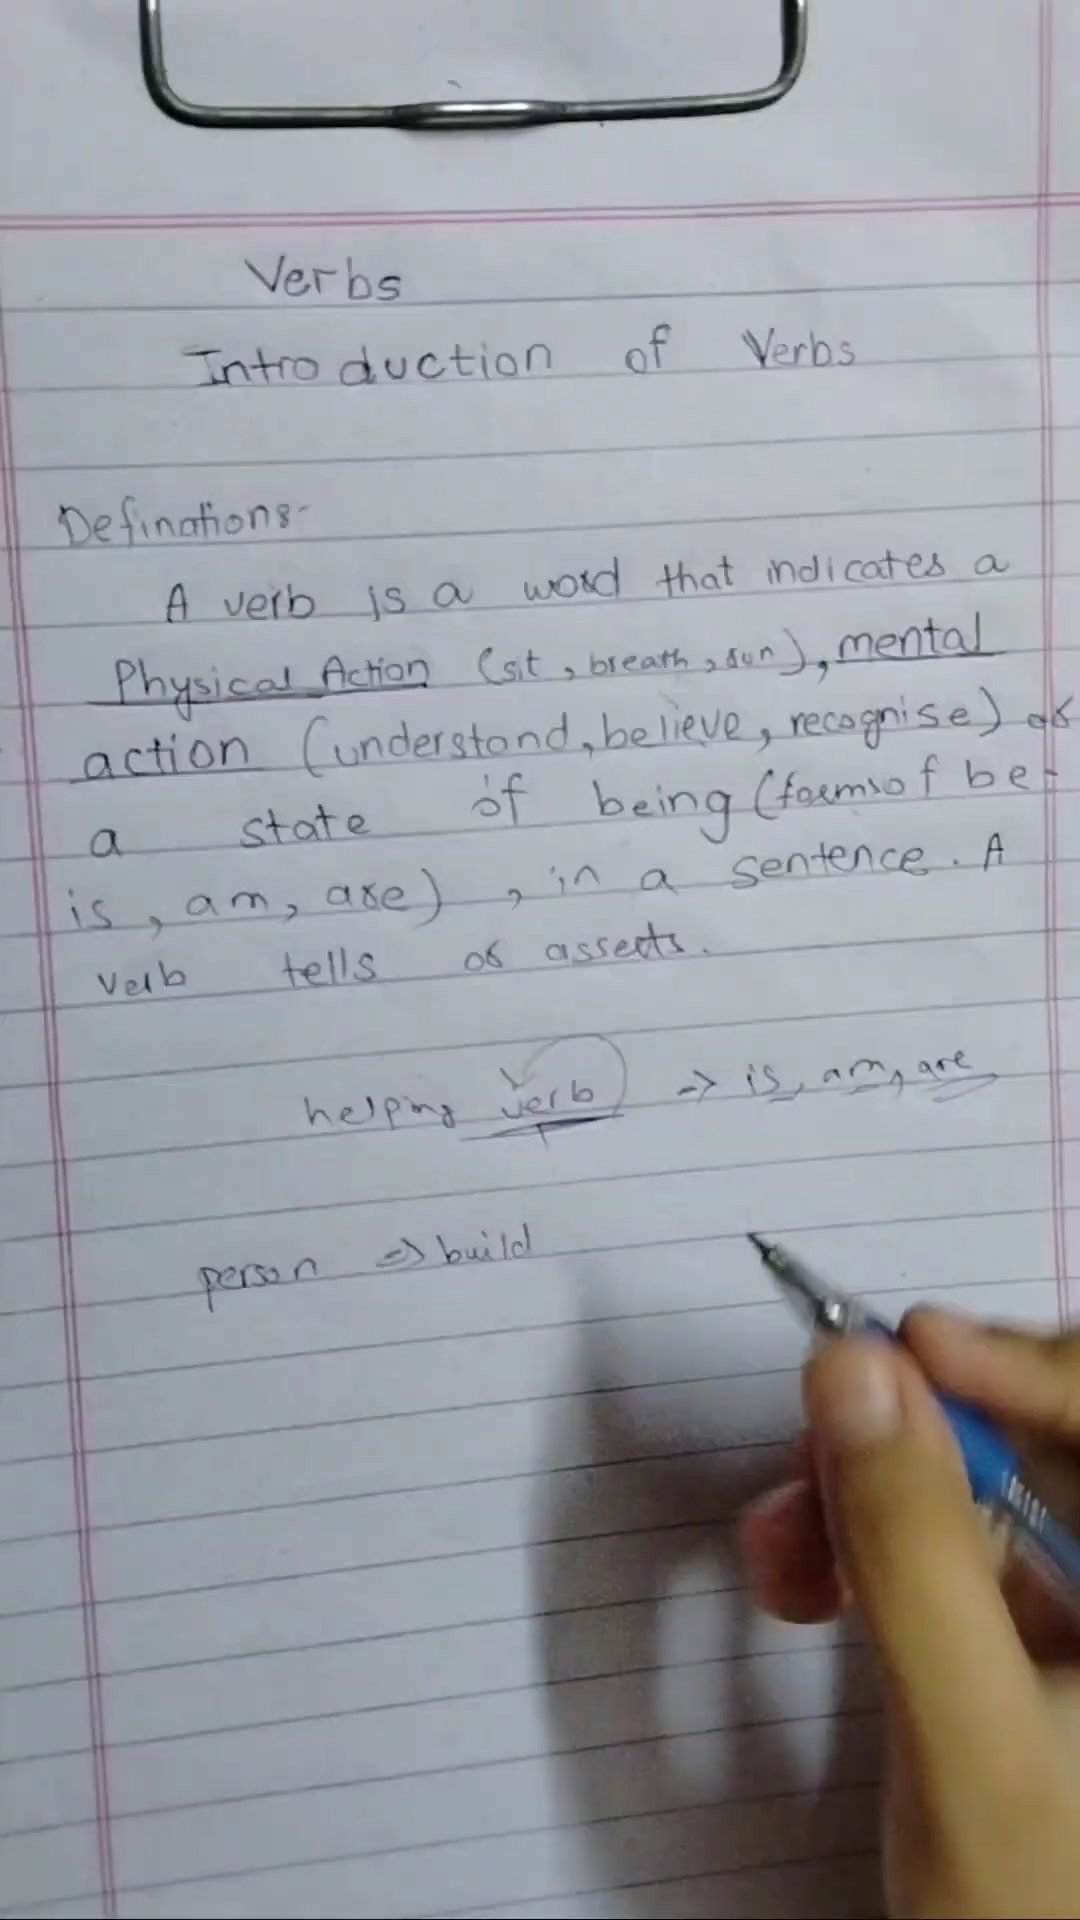 Verbs
Introduction of Verbs
Definations-
A verb is a word that indicates a
Physical Action (sit, breath, run), mental
action (understand, believe, recognise) or
a state of being (forms of be-
is, am, are), in a sentence. A
verb tells or asserts.
helping verb -> is, am, are
person => build